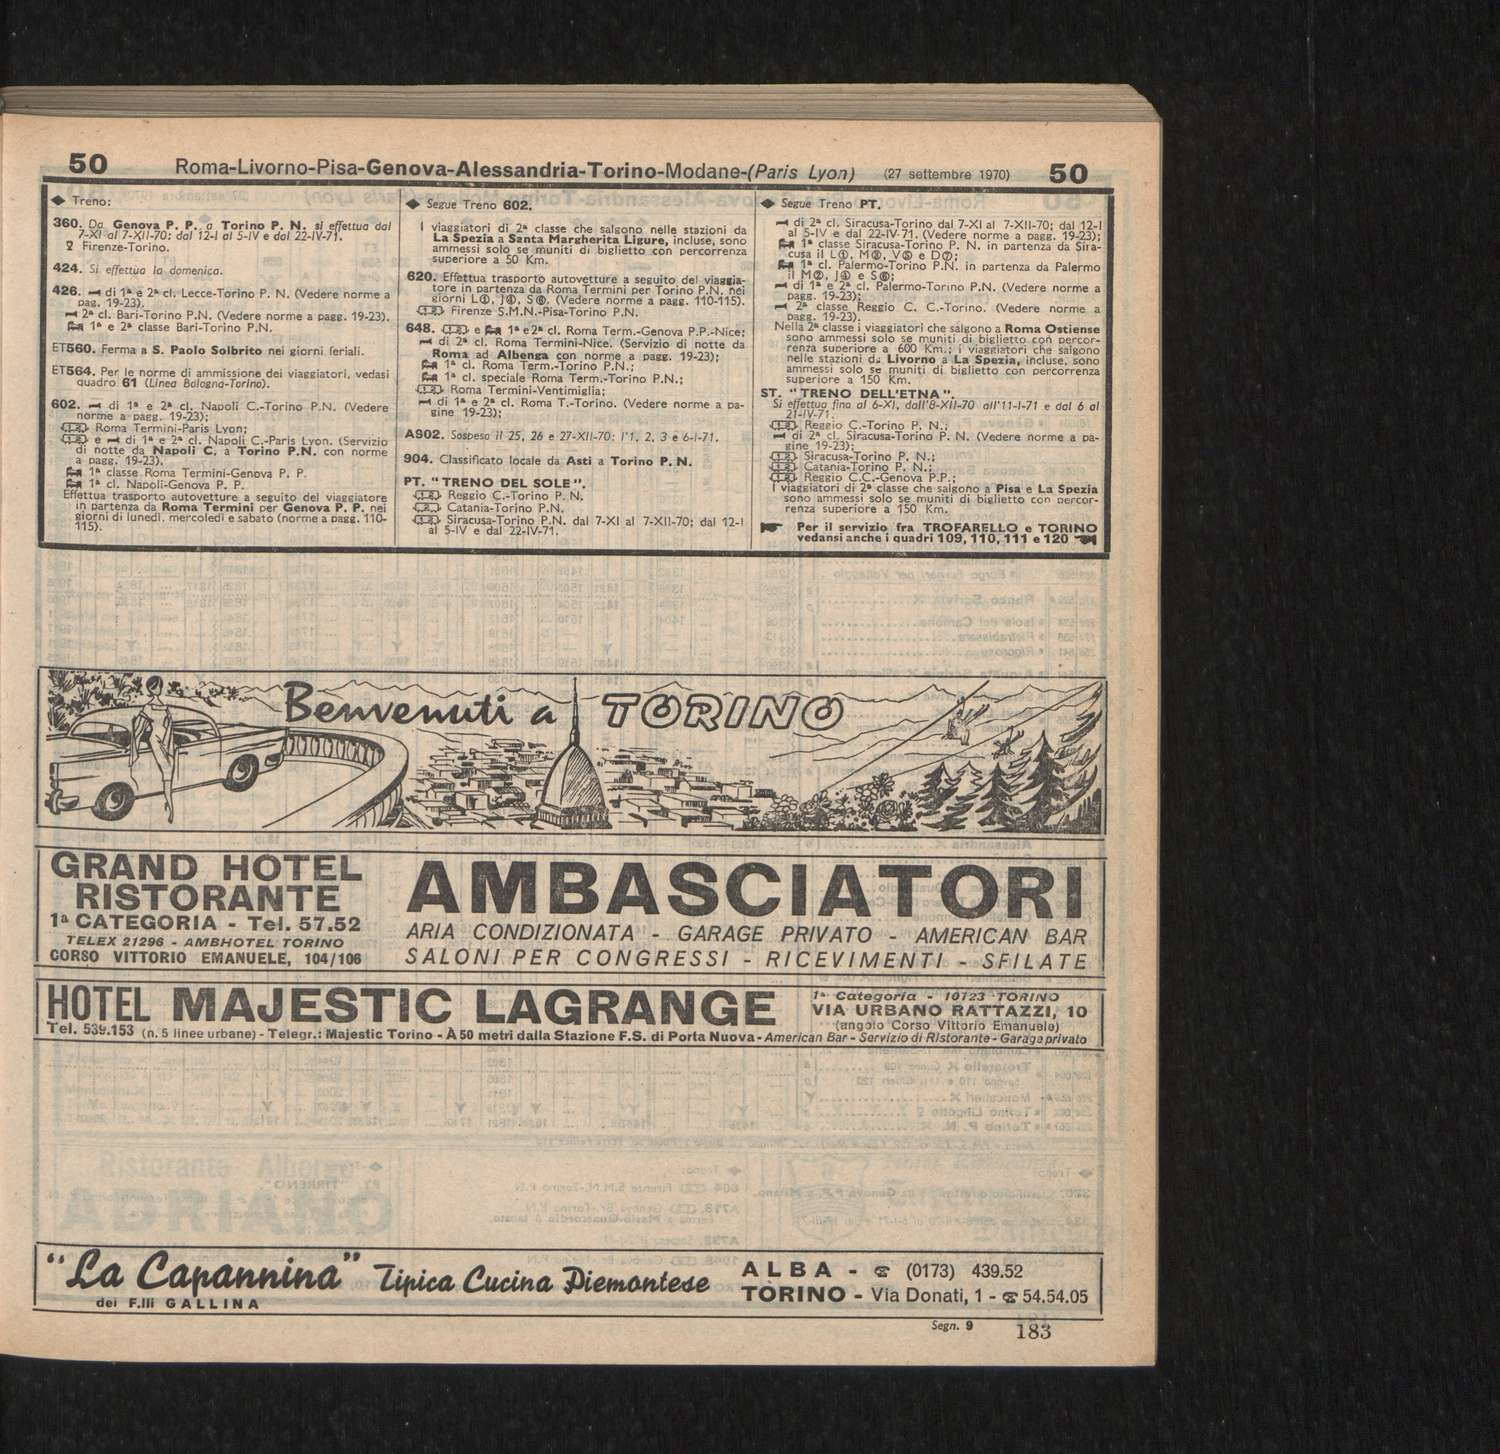 50 Roma-Livorno-Pisa-Genova-Alessandria-Torino-Modane-(Paris Lyon) (27 settembre 1970) 50
◆ Treno:
360. Da Genova P. P. a Torino P. N. si effettua dal
7-XI al 7-XII-70; dal 12-I al 5-IV e dal 22-IV-71.
Firenze-Torino.
424. Si effettua la domenica.
426. di 1ª e 2ª cl. Lecce-Torino P. N. (Vedere norme a
pag. 19-23).
2ª cl. Bari-Torino P.N. (Vedere norme a pagg. 19-23).
1ª e 2ª classe Bari-Torino P.N.
ET560. Ferma a S. Paolo Solbrito nei giorni feriali.
ET564. Per le norme di ammissione dei viaggiatori, vedasi
quadro 61 (Linea Bologna-Torino).
602. di 1ª e 2ª cl. Napoli C.-Torino P.N. (Vedere
norme a pagg. 19-23);
Roma Termini-Paris Lyon;
e di 1ª e 2ª cl. Napoli C.-Paris Lyon. (Servizio
di notte da Napoli C. a Torino P.N. con norme
a pagg. 19-23).
1ª classe Roma Termini-Genova P. P.
1ª cl. Napoli-Genova P. P.
Effettua trasporto autovetture a seguito del viaggiatore
in partenza da Roma Termini per Genova P. P. nei
giorni di lunedì, mercoledì e sabato (norme a pagg. 110-
115).
◆ Segue Treno 602.
I viaggiatori di 2ª classe che salgono nelle stazioni da
La Spezia a Santa Margherita Ligure, incluse, sono
ammessi solo se muniti di biglietto con percorrenza
superiore a 50 Km.
620. Effettua trasporto autovetture a seguito del viaggia-
tore in partenza da Roma Termini per Torino P.N. nei
giorni L①, J④, S⑥. (Vedere norme a pagg. 110-115).
Firenze S.M.N.-Pisa-Torino P.N.
648. e 1ª e 2ª cl. Roma Term.-Genova P.P.-Nice;
di 2ª cl. Roma Termini-Nice. (Servizio di notte da
Roma ad Albenga con norme a pagg. 19-23);
1ª cl. Roma Term.-Torino P.N.;
1ª cl. speciale Roma Term.-Torino P.N.;
Roma Termini-Ventimiglia;
di 1ª e 2ª cl. Roma T.-Torino. (Vedere norme a pa-
gine 19-23);
A902. Sospeso il 25, 26 e 27-XII-70; l'1, 2, 3 e 6-I-71.
904. Classificato locale da Asti a Torino P. N.
PT. "TRENO DEL SOLE".
Reggio C.-Torino P. N.
Catania-Torino P.N.
Siracusa-Torino P.N. dal 7-XI al 7-XII-70; dal 12-I
al 5-IV e dal 22-IV-71.
◆ Segue Treno PT.
di 2ª cl. Siracusa-Torino dal 7-XI al 7-XII-70; dal 12-I
al 5-IV e dal 22-IV-71. (Vedere norme a pagg. 19-23);
1ª classe Siracusa-Torino P. N. in partenza da Sira-
cusa il L①, M③, V⑤ e D⑦;
1ª cl. Palermo-Torino P.N. in partenza da Palermo
il M②, J④ e S⑥;
di 1ª e 2ª cl. Palermo-Torino P.N. (Vedere norme a
pagg. 19-23);
2ª classe Reggio C. C.-Torino. (Vedere norme a
pagg. 19-23).
Nella 2ª classe i viaggiatori che salgono a Roma Ostiense
sono ammessi solo se muniti di biglietto con percor-
renza superiore a 600 Km.; i viaggiatori che salgono
nelle stazioni da Livorno a La Spezia, incluse, sono
ammessi solo se muniti di biglietto con percorrenza
superiore a 150 Km.
ST. "TRENO DELL'ETNA".
Si effettua fino al 6-XI, dall'8-XII-70 all'11-I-71 e dal 6 al
21-IV-71.
Reggio C.-Torino P. N.;
di 2ª cl. Siracusa-Torino P. N. (Vedere norme a pa-
gine 19-23);
Siracusa-Torino P. N.;
Catania-Torino P. N.;
Reggio C.C.-Genova P.P.;
I viaggiatori di 2ª classe che salgono a Pisa e La Spezia
sono ammessi solo se muniti di biglietto con percor-
renza superiore a 150 Km.
Per il servizio fra TROFARELLO e TORINO
vedansi anche i quadri 109, 110, 111 e 120
Benvenuti a TORINO
GRAND HOTEL
RISTORANTE
1ª CATEGORIA - Tel. 57.52
TELEX 21296 - AMBHOTEL TORINO
CORSO VITTORIO EMANUELE, 104/106
AMBASCIATORI
ARIA CONDIZIONATA - GARAGE PRIVATO - AMERICAN BAR
SALONI PER CONGRESSI - RICEVIMENTI - SFILATE
HOTEL MAJESTIC LAGRANGE
1ª Categoria - 10123 TORINO
VIA URBANO RATTAZZI, 10
(angolo Corso Vittorio Emanuele)
Tel. 539.153 (n. 5 linee urbane) - Telegr.: Majestic Torino - À 50 metri dalla Stazione F.S. di Porta Nuova - American Bar - Servizio di Ristorante - Garage privato
"La Capannina" Tipica Cucina Piemontese
dei F.lli GALLINA
ALBA - ☎ (0173) 439.52
TORINO - Via Donati, 1 - ☎ 54.54.05
Segn. 9
183